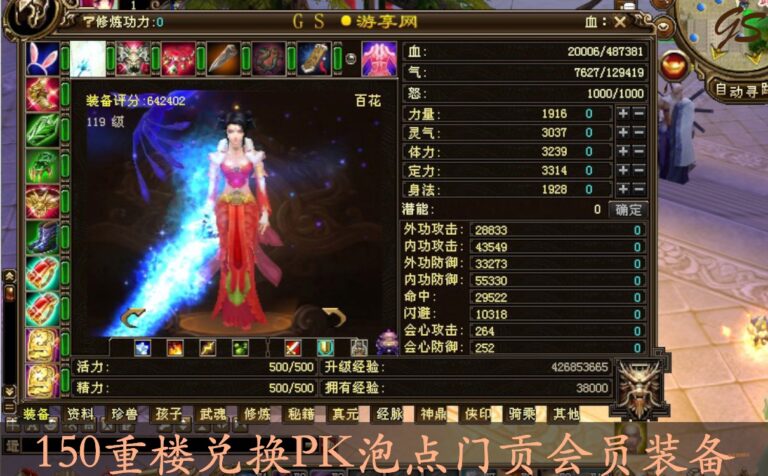 1
?修炼功力:0
GS●游享网
血:
装备评分:642402
百花
119 级
血: 20006/487381
气: 7627/129419
怒: 1000/1000
力量: 1916 0
灵气: 3037 0
体力: 3239 0
定力: 3314 0
身法: 1928 0
潜能: 0 确定
外功攻击: 28833 0
内功攻击: 43549 0
外功防御: 33273 0
内功防御: 55330 0
命中: 29522 0
闪避: 10318 0
会心攻击: 264 0
会心防御: 252 0
活力: 500/500 升级经验: 426853665
精力: 500/500 拥有经验: 38000
装备 资料 珍兽 孩子 武魂 修炼 秘籍 真元 经脉 神鼎 侠印 骑乘 其他
GS
自动寻路
150重楼兑换PK泡点门贡会员装备